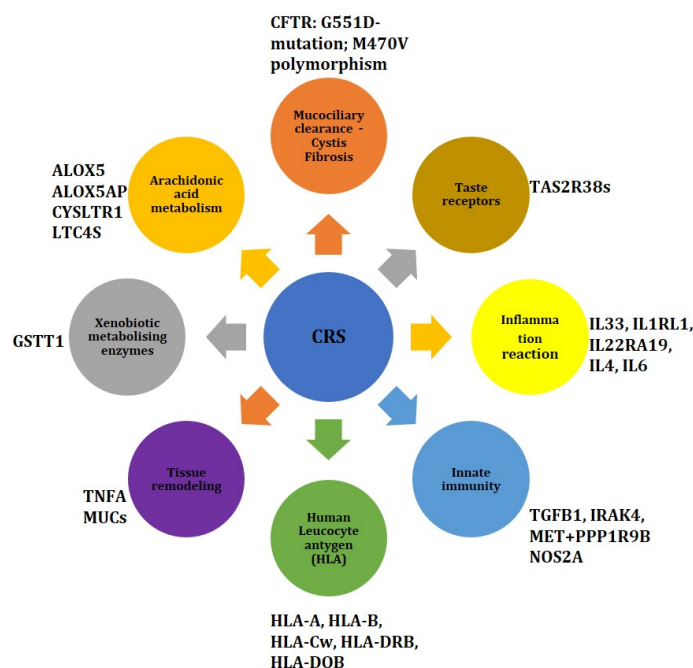 CFTR: G551D-
mutation; M470V
polymorphism
Mucociliary
clearance -
Cystis
Fibrosis
Taste
receptors
TAS2R38s
Inflamma
tion
reaction
IL33, IL1RL1,
IL22RA19,
IL4, IL6
Innate
immunity
TGFB1, IRAK4,
MET+PPP1R9B
NOS2A
Human
Leucocyte
antygen
(HLA)
HLA-A, HLA-B,
HLA-Cw, HLA-DRB,
HLA-DOB
Tissue
remodeling
TNFA
MUCs
Xenobiotic
metabolising
enzymes
GSTT1
Arachidonic
acid
metabolism
ALOX5
ALOX5AP
CYSLTR1
LTC4S
CRS